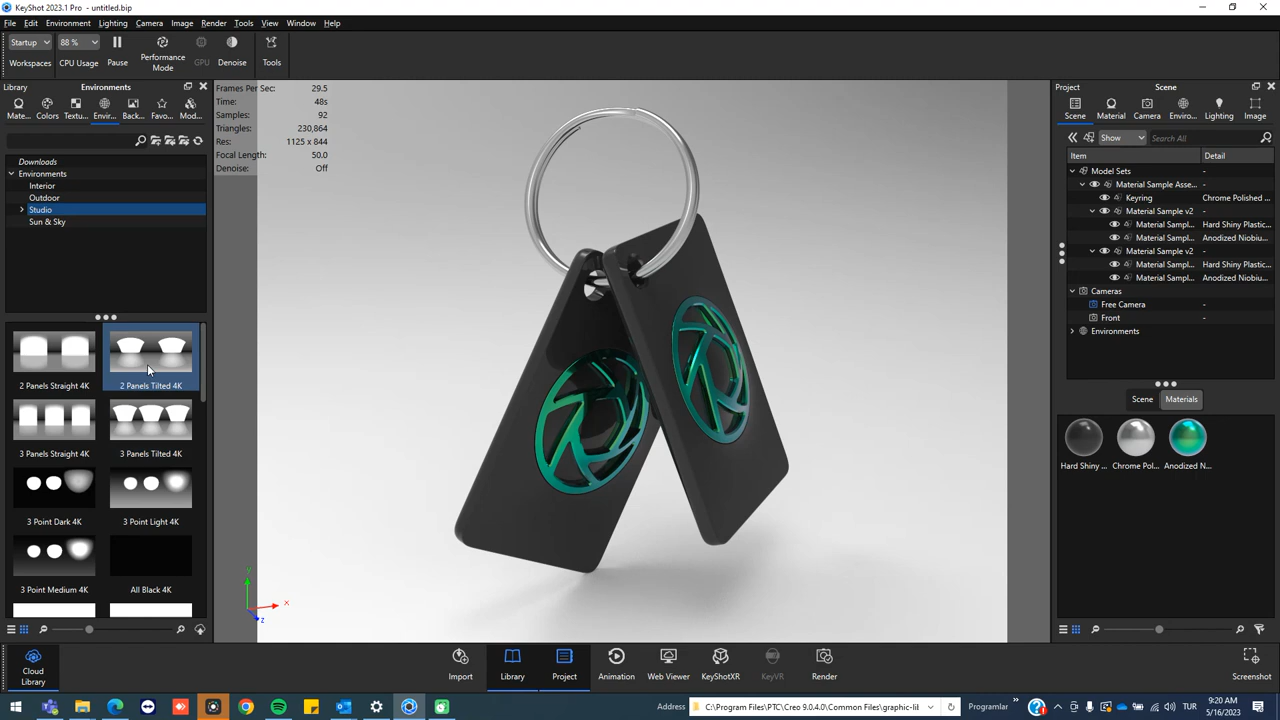 KeyShot 2023.1 Pro - untitled.bip
File Edit Environment Lighting Camera Image Render Tools View Window Help
Startup 88 %
Workspaces CPU Usage Pause Performance Mode GPU Denoise Tools
Library Environments
Mate... Colors Textu... Envir... Back... Favo... Mod...
Downloads
Environments
Interior
Outdoor
Studio
Sun & Sky
2 Panels Straight 4K 2 Panels Tilted 4K
3 Panels Straight 4K 3 Panels Tilted 4K
3 Point Dark 4K 3 Point Light 4K
3 Point Medium 4K All Black 4K
Frames Per Sec: 29.5
Time: 48s
Samples: 92
Triangles: 230,864
Res: 1125 x 844
Focal Length: 50.0
Denoise: Off
Y
X
Z
Project Scene
Scene Material Camera Enviro... Lighting Image
Show Search All
Item Detail
Model Sets
Material Sample Asse... -
Keyring Chrome Polished ...
Material Sample v2 -
Material Sampl... Hard Shiny Plastic...
Material Sampl... Anodized Niobiu...
Material Sample v2 -
Material Sampl... Hard Shiny Plastic...
Material Sampl... Anodized Niobiu...
Cameras
Free Camera -
Front -
Environments
Scene Materials
Hard Shiny ... Chrome Pol... Anodized N...
Cloud Library
Import Library Project Animation Web Viewer KeyShotXR KeyVR Render Screenshot
Address C:\Program Files\PTC\Creo 9.0.4.0\Common Files\graphic-lib Programlar » TUR 9:20 AM
5/16/2023